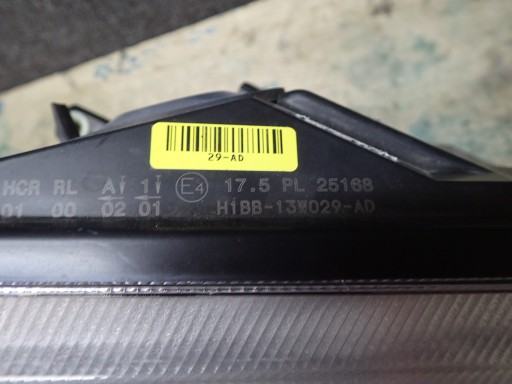 29-AD
HCR RL A 1 E4 17.5 PL 25168
01 00 02 01 H1BB-13W029-AD